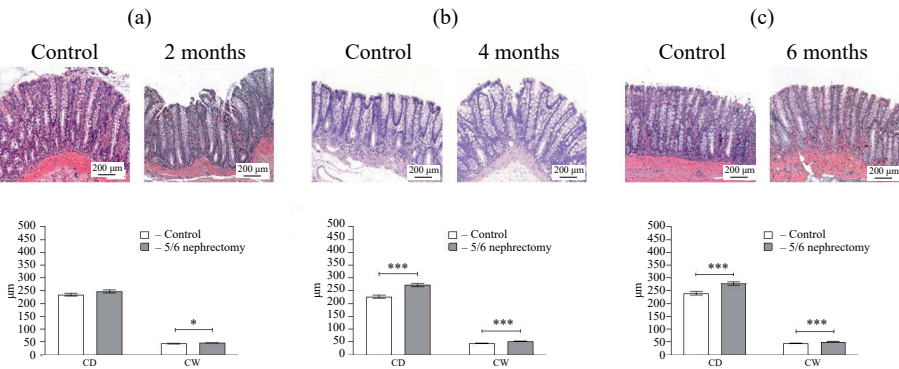 (a)
Control
2 months
200 μm
200 μm
500
450
400
350
300
250
200
150
100
50
0
μm
– Control
– 5/6 nephrectomy
*
CD
CW
(b)
Control
4 months
200 μm
200 μm
500
450
400
350
300
250
200
150
100
50
0
μm
– Control
– 5/6 nephrectomy
***
***
CD
CW
(c)
Control
6 months
200 μm
200 μm
500
450
400
350
300
250
200
150
100
50
0
μm
– Control
– 5/6 nephrectomy
***
***
CD
CW